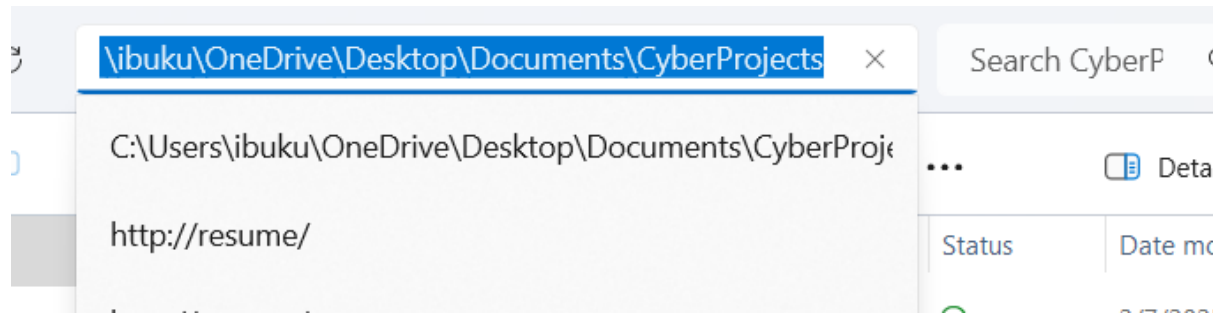 \ibuku\OneDrive\Desktop\Documents\CyberProjects
Search CyberP
C:\Users\ibuku\OneDrive\Desktop\Documents\CyberProje
Deta
http://resume/
Status
Date mo